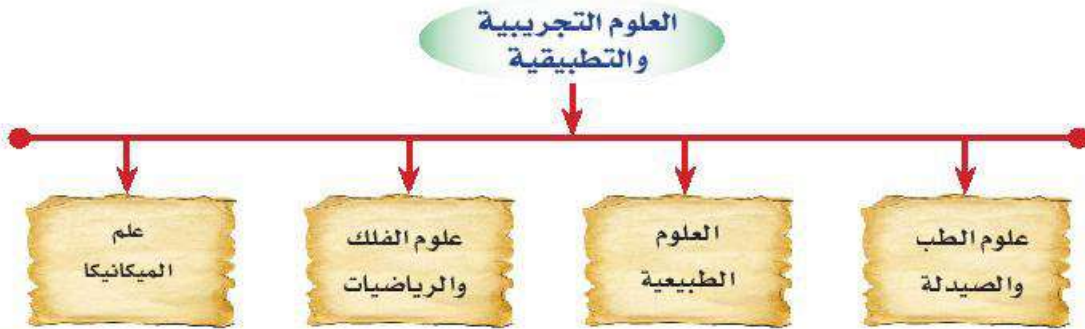 العلوم التجريبية
والتطبيقية
علوم الطب
والصيدلة
العلوم
الطبيعية
علوم الفلك
والرياضيات
علم
الميكانيكا